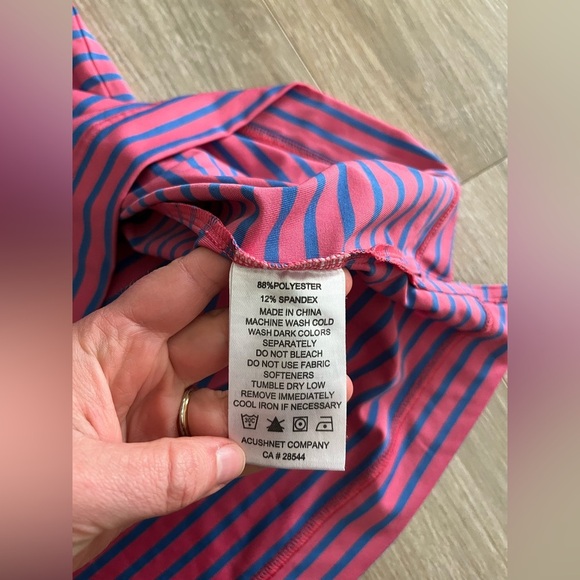 88%POLYESTER
12% SPANDEX
MADE IN CHINA
MACHINE WASH COLD
WASH DARK COLORS
SEPARATELY
DO NOT BLEACH
DO NOT USE FABRIC
SOFTENERS
TUMBLE DRY LOW
REMOVE IMMEDIATELY
COOL IRON IF NECESSARY
ACUSHNET COMPANY
CA # 28544